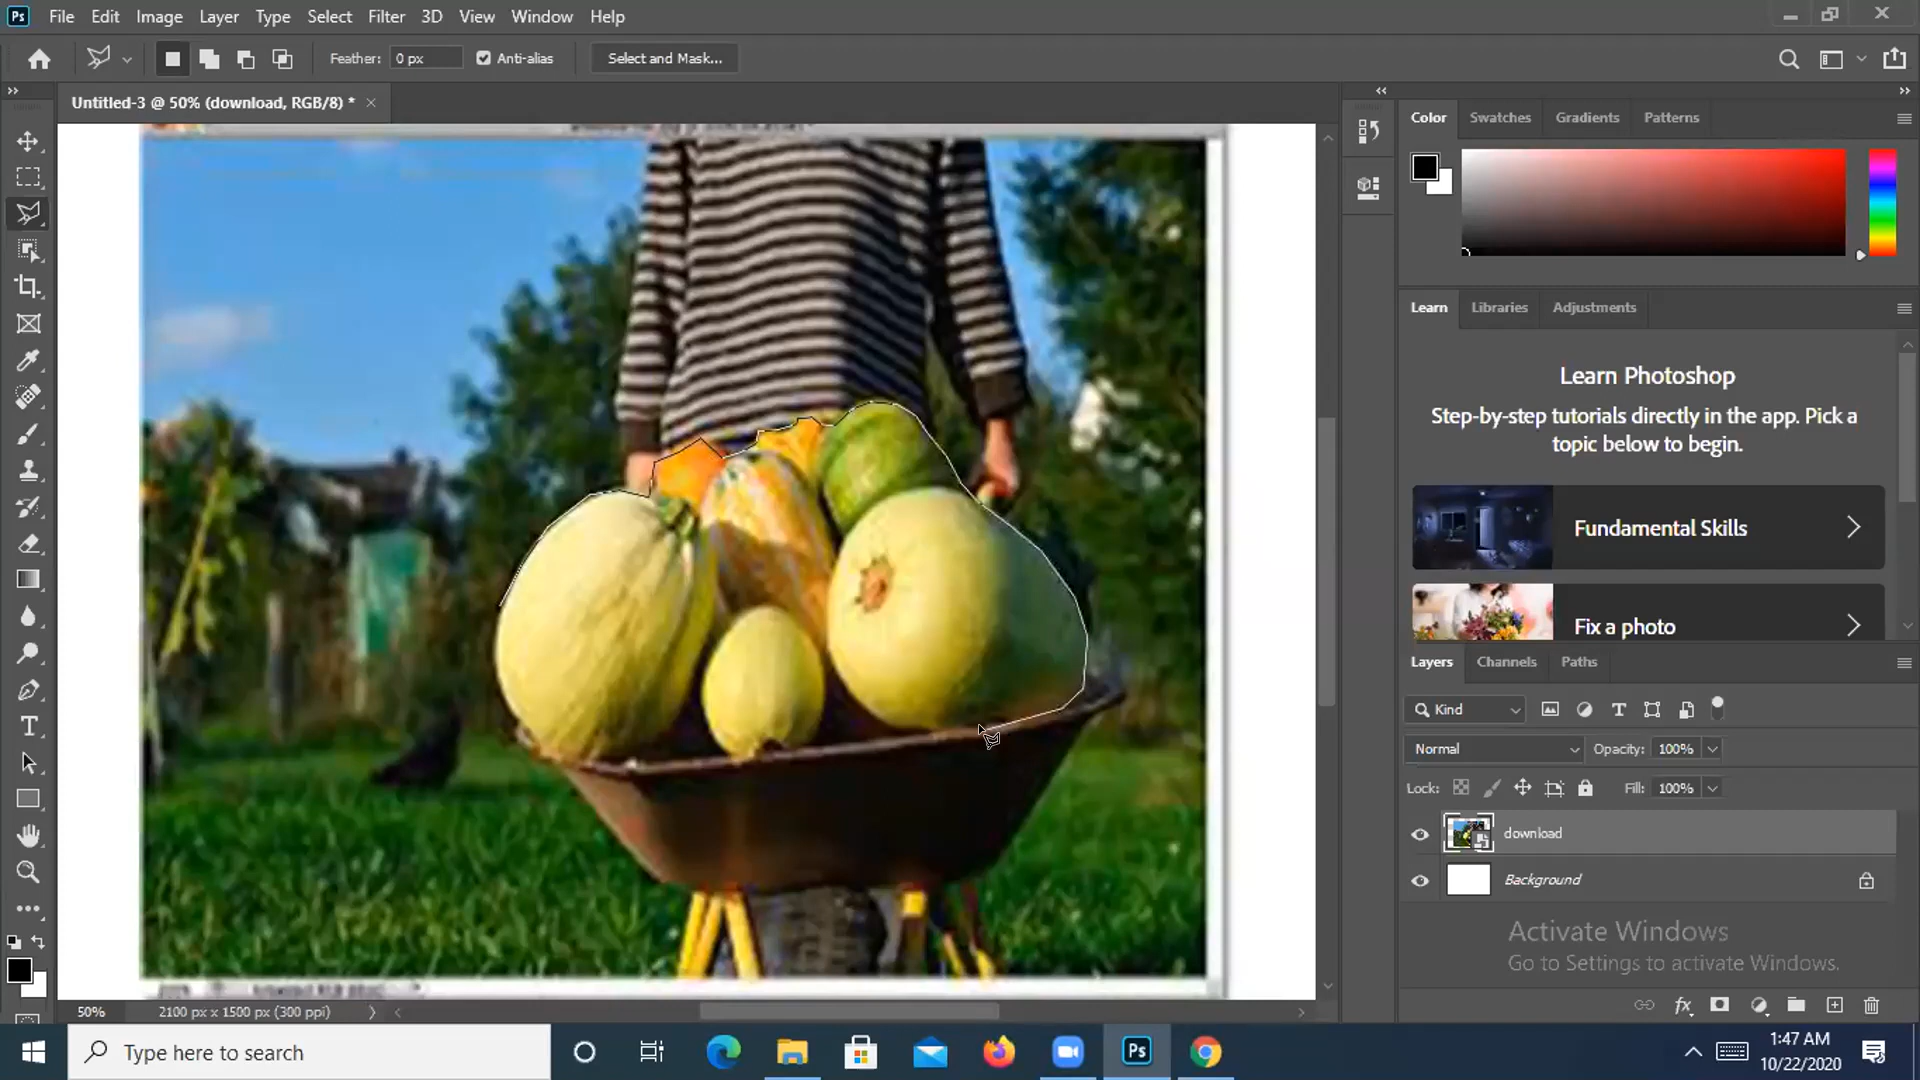 Ps File Edit Image Layer Type Select Filter 3D View Window Help
Feather: 0 px Anti-alias Select and Mask...
Untitled-3 @ 50% (download, RGB/8) *
Color Swatches Gradients Patterns
Learn Libraries Adjustments
Learn Photoshop
Step-by-step tutorials directly in the app. Pick a
topic below to begin.
Fundamental Skills
Fix a photo
Layers Channels Paths
Kind
Normal Opacity: 100%
Lock: Fill: 100%
download
Background
Activate Windows
Go to Settings to activate Windows.
50% 2100 px x 1500 px (300 ppi)
Type here to search
Ps
1:47 AM
10/22/2020